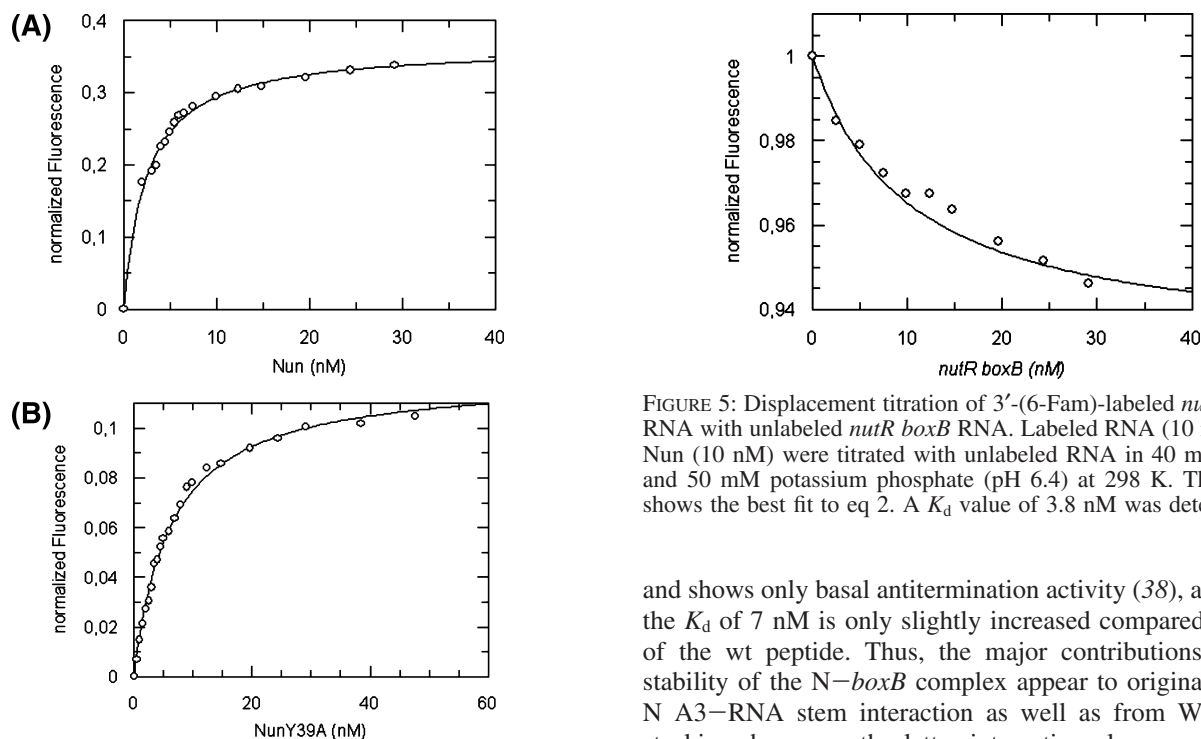 (A)
0,4
0,3
0,2
0,1
0
normalized Fluorescence
0 10 20 30 40
Nun (nM)
(B)
0,1
0,08
0,06
0,04
0,02
0
normalized Fluorescence
0 20 40 60
NunY39A (nM)
1
0,98
0,96
0,94
normalized Fluorescence
0 10 20 30 40
nutR boxB (nM)
FIGURE 5: Displacement titration of 3′-(6-Fam)-labeled
RNA with unlabeled nutR boxB RNA. Labeled RNA (10
Nun (10 nM) were titrated with unlabeled RNA in 40
and 50 mM potassium phosphate (pH 6.4) at 298 K.
shows the best fit to eq 2. A Kd value of 3.8 nM was
and shows only basal antitermination activity (38),
the Kd of 7 nM is only slightly increased compared
of the wt peptide. Thus, the major contributions
stability of the N−boxB complex appear to
N A3−RNA stem interaction as well as from